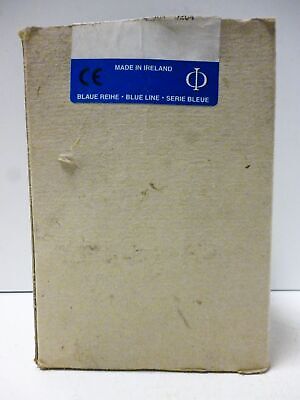 MADE IN IRELAND
CE
BLAUE REIHE • BLUE LINE • SERIE BLEUE